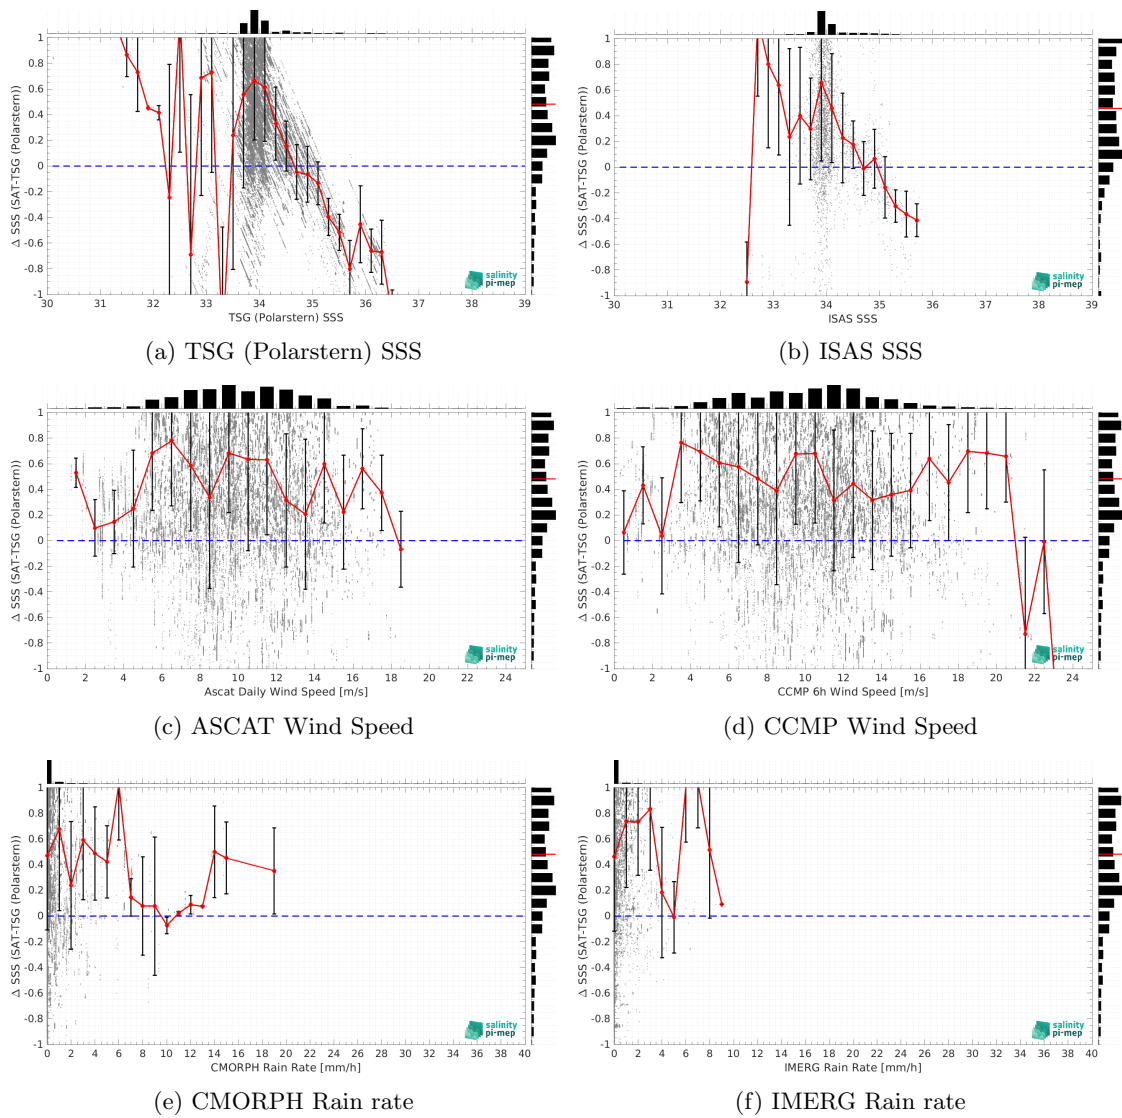 1
0.8
0.6
0.4
0.2
0
-0.2
-0.4
-0.6
-0.8
-1
Δ SSS (SAT-TSG (Polarstern))
30 31 32 33 34 35 36 37 38 39
TSG (Polarstern) SSS
salinity
pi-mep
(a) TSG (Polarstern) SSS
1
0.8
0.6
0.4
0.2
0
-0.2
-0.4
-0.6
-0.8
-1
Δ SSS (SAT-TSG (Polarstern))
30 31 32 33 34 35 36 37 38 39
ISAS SSS
salinity
pi-mep
(b) ISAS SSS
1
0.8
0.6
0.4
0.2
0
-0.2
-0.4
-0.6
-0.8
-1
Δ SSS (SAT-TSG (Polarstern))
0 2 4 6 8 10 12 14 16 18 20 22 24
Ascat Daily Wind Speed [m/s]
salinity
pi-mep
(c) ASCAT Wind Speed
1
0.8
0.6
0.4
0.2
0
-0.2
-0.4
-0.6
-0.8
-1
Δ SSS (SAT-TSG (Polarstern))
0 2 4 6 8 10 12 14 16 18 20 22 24
CCMP 6h Wind Speed [m/s]
salinity
pi-mep
(d) CCMP Wind Speed
1
0.8
0.6
0.4
0.2
0
-0.2
-0.4
-0.6
-0.8
-1
Δ SSS (SAT-TSG (Polarstern))
0 2 4 6 8 10 12 14 16 18 20 22 24 26 28 30 32 34 36 38 40
CMORPH Rain Rate [mm/h]
salinity
pi-mep
(e) CMORPH Rain rate
1
0.8
0.6
0.4
0.2
0
-0.2
-0.4
-0.6
-0.8
-1
Δ SSS (SAT-TSG (Polarstern))
0 2 4 6 8 10 12 14 16 18 20 22 24 26 28 30 32 34 36 38 40
IMERG Rain Rate [mm/h]
salinity
pi-mep
(f) IMERG Rain rate